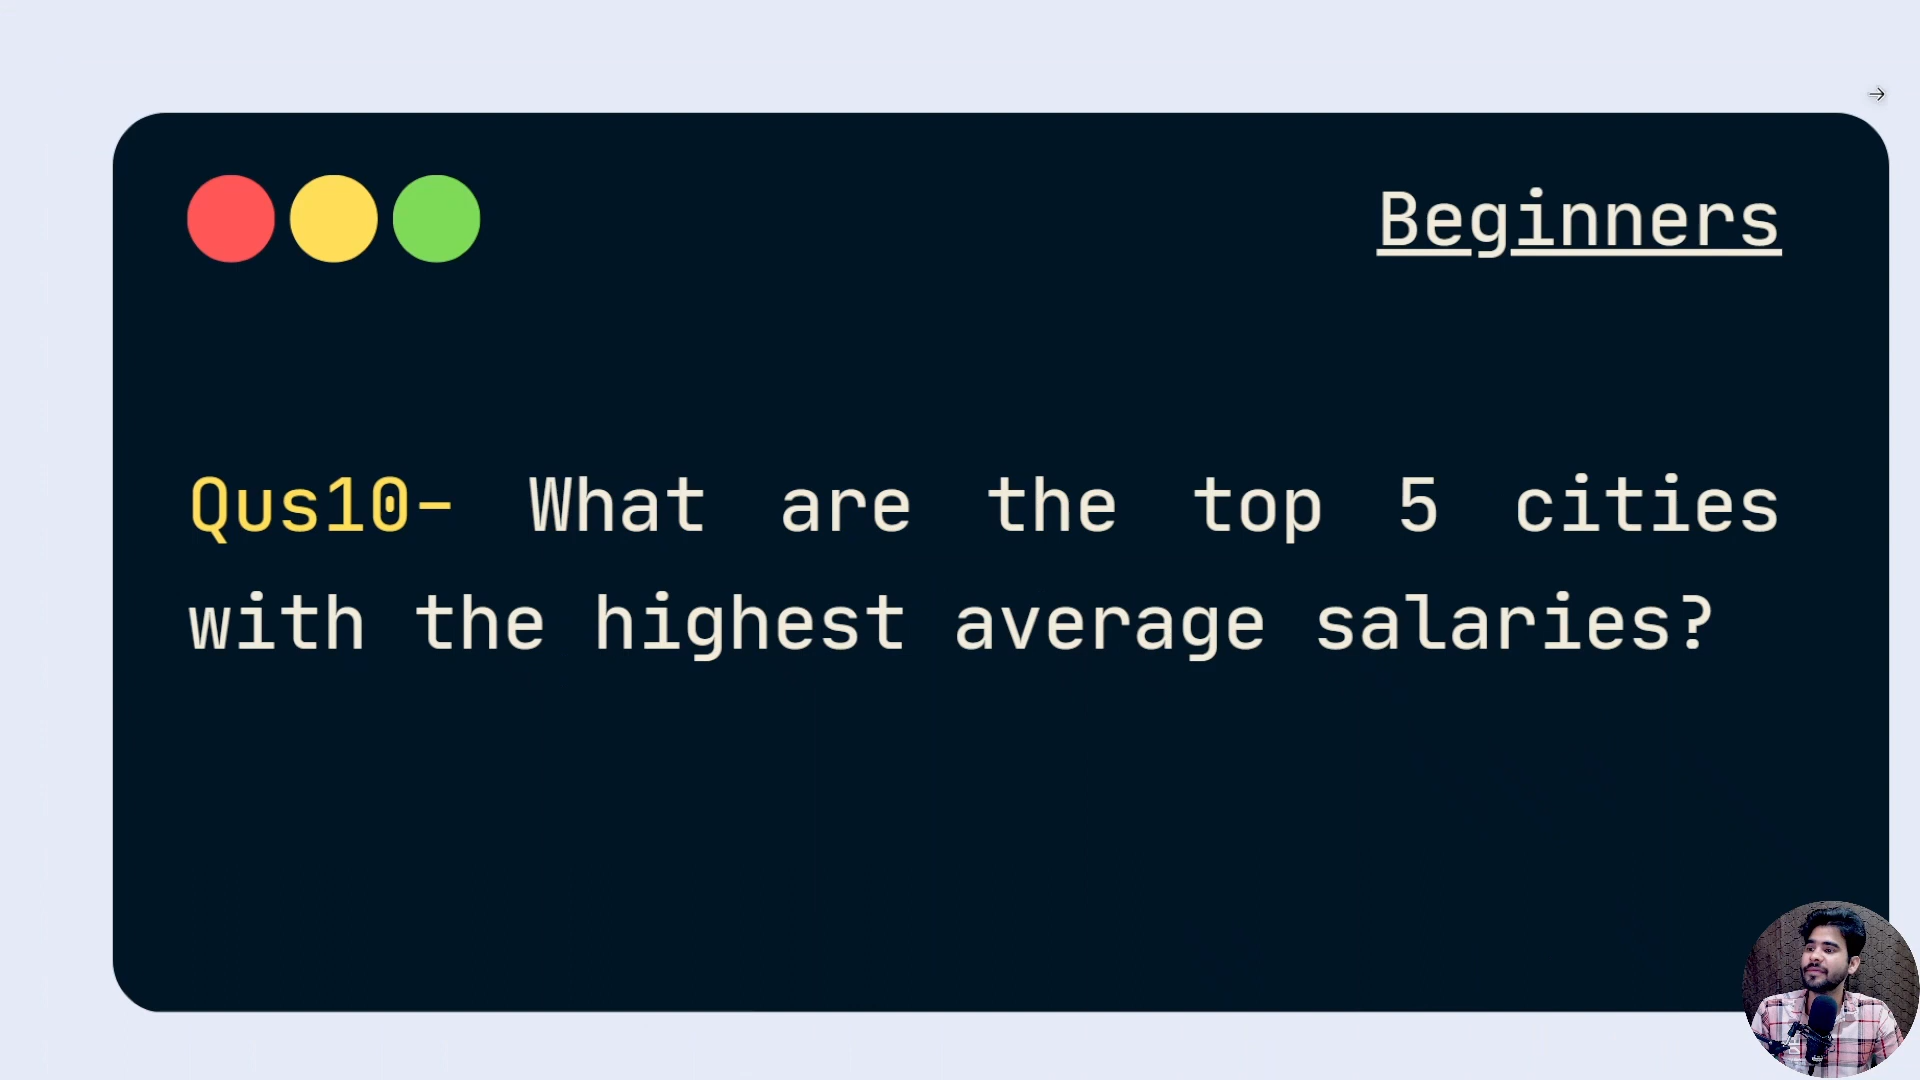 Beginners
Qus10- What are the top 5 cities
with the highest average salaries?